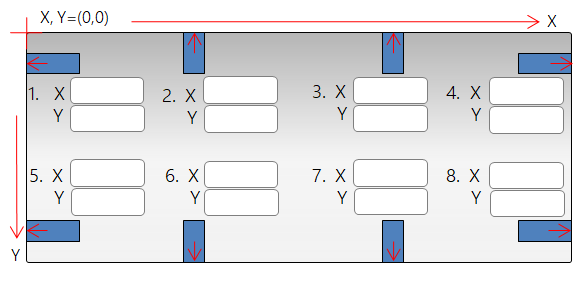 X, Y=(0,0)
X
1. X 2. X 3. X 4. X
Y Y Y Y
5. X 6. X 7. X 8. X
Y Y Y Y
Y